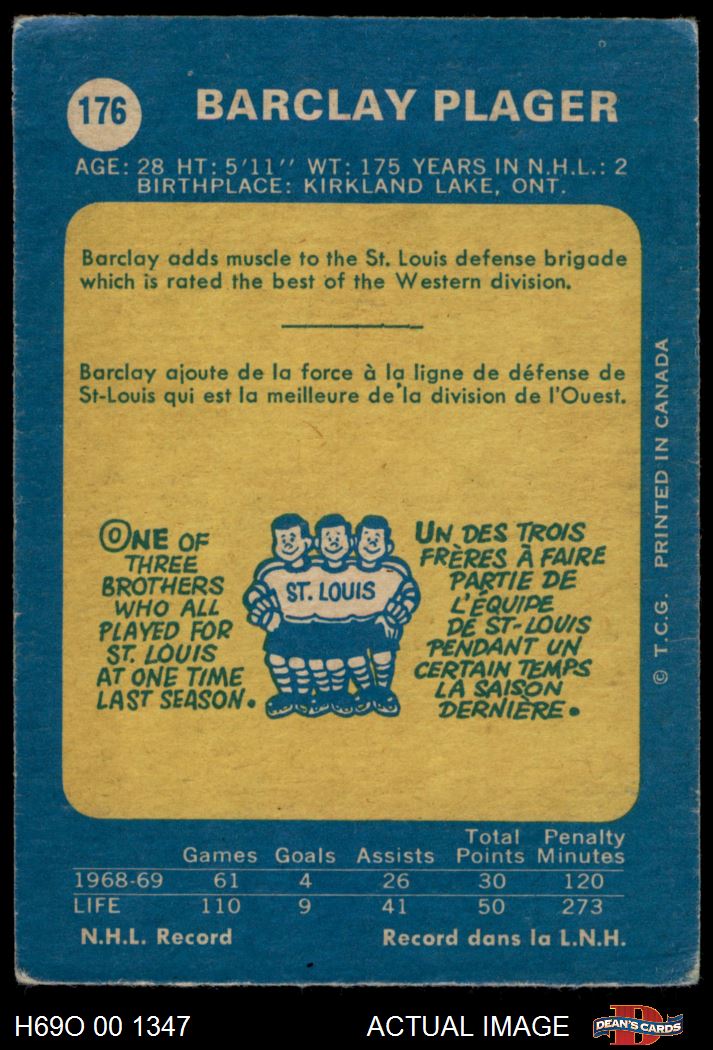 176
BARCLAY PLAGER
AGE: 28 HT: 5'11'' WT: 175 YEARS IN N.H.L.: 2
BIRTHPLACE: KIRKLAND LAKE, ONT.
Barclay adds muscle to the St. Louis defense brigade
which is rated the best of the Western division.
Barclay ajoute de la force à la ligne de défense de
St-Louis qui est la meilleure de la division de l'Ouest.
ONE OF
THREE
BROTHERS
WHO ALL
PLAYED FOR
ST. LOUIS
AT ONE TIME
LAST SEASON.
ST. LOUIS
UN DES TROIS
FRÈRES À FAIRE
PARTIE DE
L'ÉQUIPE
DE ST-LOUIS
PENDANT UN
CERTAIN TEMPS
LA SAISON
DERNIÈRE.
© T.C.G. PRINTED IN CANADA
Total Penalty
Games Goals Assists Points Minutes
1968-69 61 4 26 30 120
LIFE 110 9 41 50 273
N.H.L. Record Record dans la L.N.H.
H69O 00 1347 ACTUAL IMAGE
D
DEAN'S CARDS